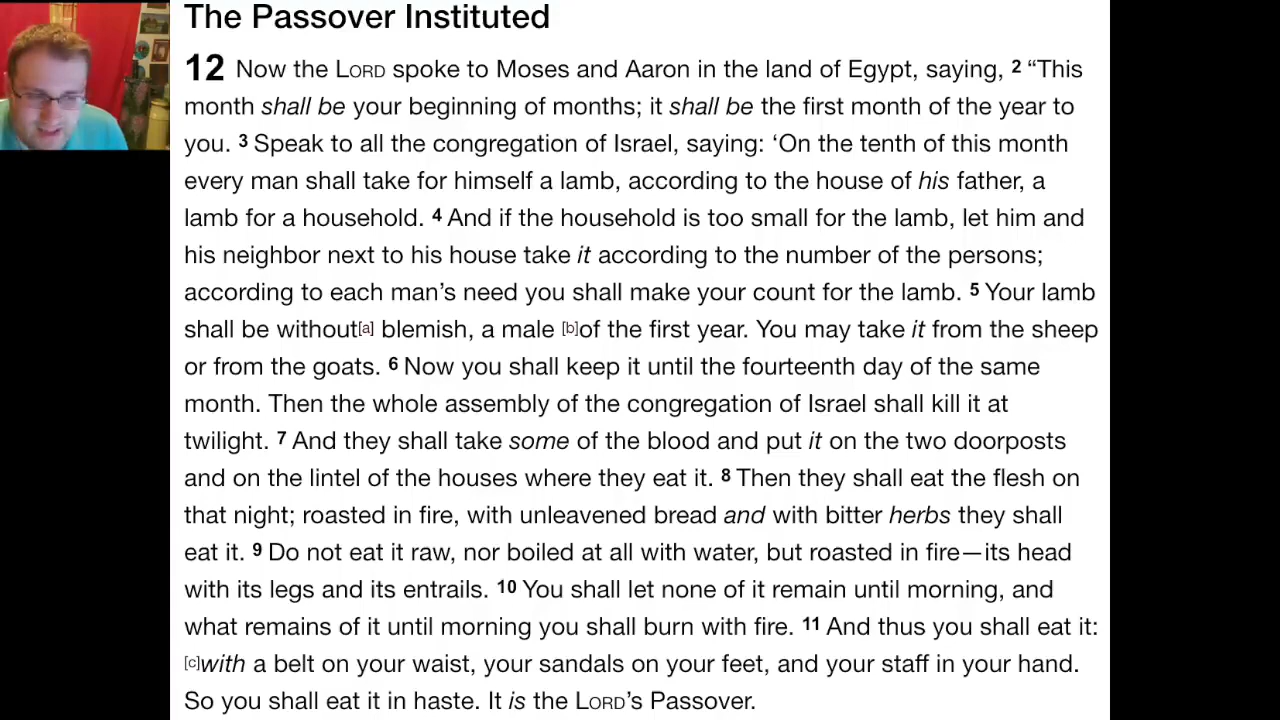 The Passover Instituted
12 Now the LORD spoke to Moses and Aaron in the land of Egypt, saying, 2 “This
month shall be your beginning of months; it shall be the first month of the year to
you. 3 Speak to all the congregation of Israel, saying: ‘On the tenth of this month
every man shall take for himself a lamb, according to the house of his father, a
lamb for a household. 4 And if the household is too small for the lamb, let him and
his neighbor next to his house take it according to the number of the persons;
according to each man’s need you shall make your count for the lamb. 5 Your lamb
shall be without[a] blemish, a male [b]of the first year. You may take it from the sheep
or from the goats. 6 Now you shall keep it until the fourteenth day of the same
month. Then the whole assembly of the congregation of Israel shall kill it at
twilight. 7 And they shall take some of the blood and put it on the two doorposts
and on the lintel of the houses where they eat it. 8 Then they shall eat the flesh on
that night; roasted in fire, with unleavened bread and with bitter herbs they shall
eat it. 9 Do not eat it raw, nor boiled at all with water, but roasted in fire—its head
with its legs and its entrails. 10 You shall let none of it remain until morning, and
what remains of it until morning you shall burn with fire. 11 And thus you shall eat it:
[c]with a belt on your waist, your sandals on your feet, and your staff in your hand.
So you shall eat it in haste. It is the LORD’s Passover.